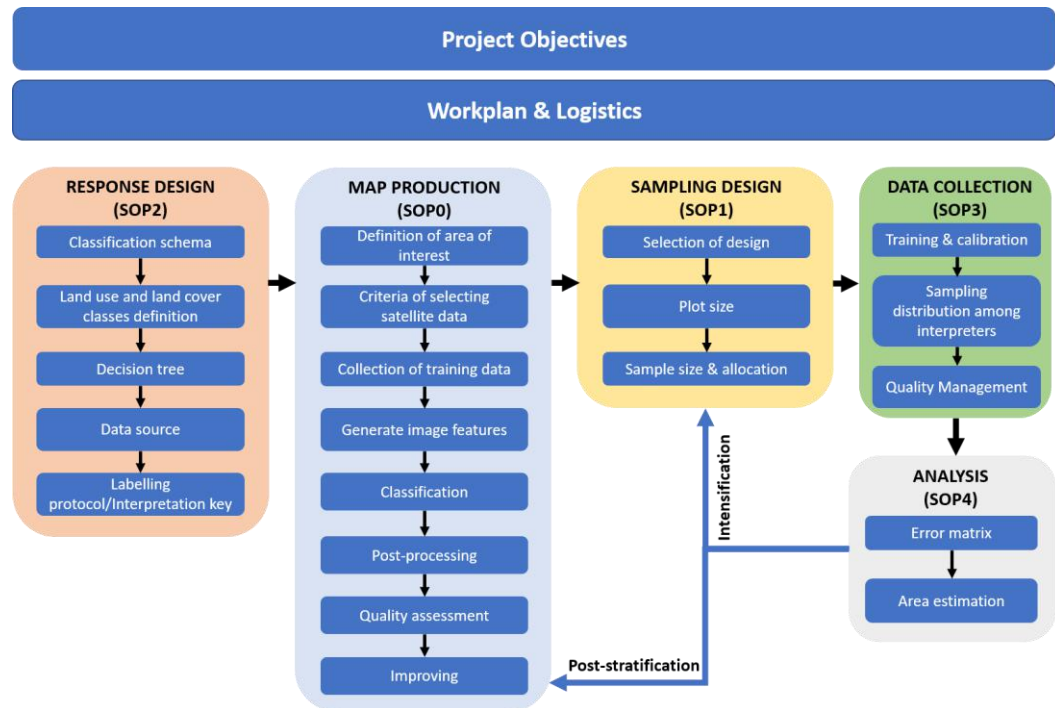 Project Objectives
Workplan & Logistics
RESPONSE DESIGN
(SOP2)
Classification schema
Land use and land cover
classes definition
Decision tree
Data source
Labelling
protocol/Interpretation key
MAP PRODUCTION
(SOP0)
Definition of area of
interest
Criteria of selecting
satellite data
Collection of training data
Generate image features
Classification
Post-processing
Quality assessment
Improving
SAMPLING DESIGN
(SOP1)
Selection of design
Plot size
Sample size & allocation
DATA COLLECTION
(SOP3)
Training & calibration
Sampling
distribution among
interpreters
Quality Management
ANALYSIS
(SOP4)
Error matrix
Area estimation
Intensification
Post-stratification